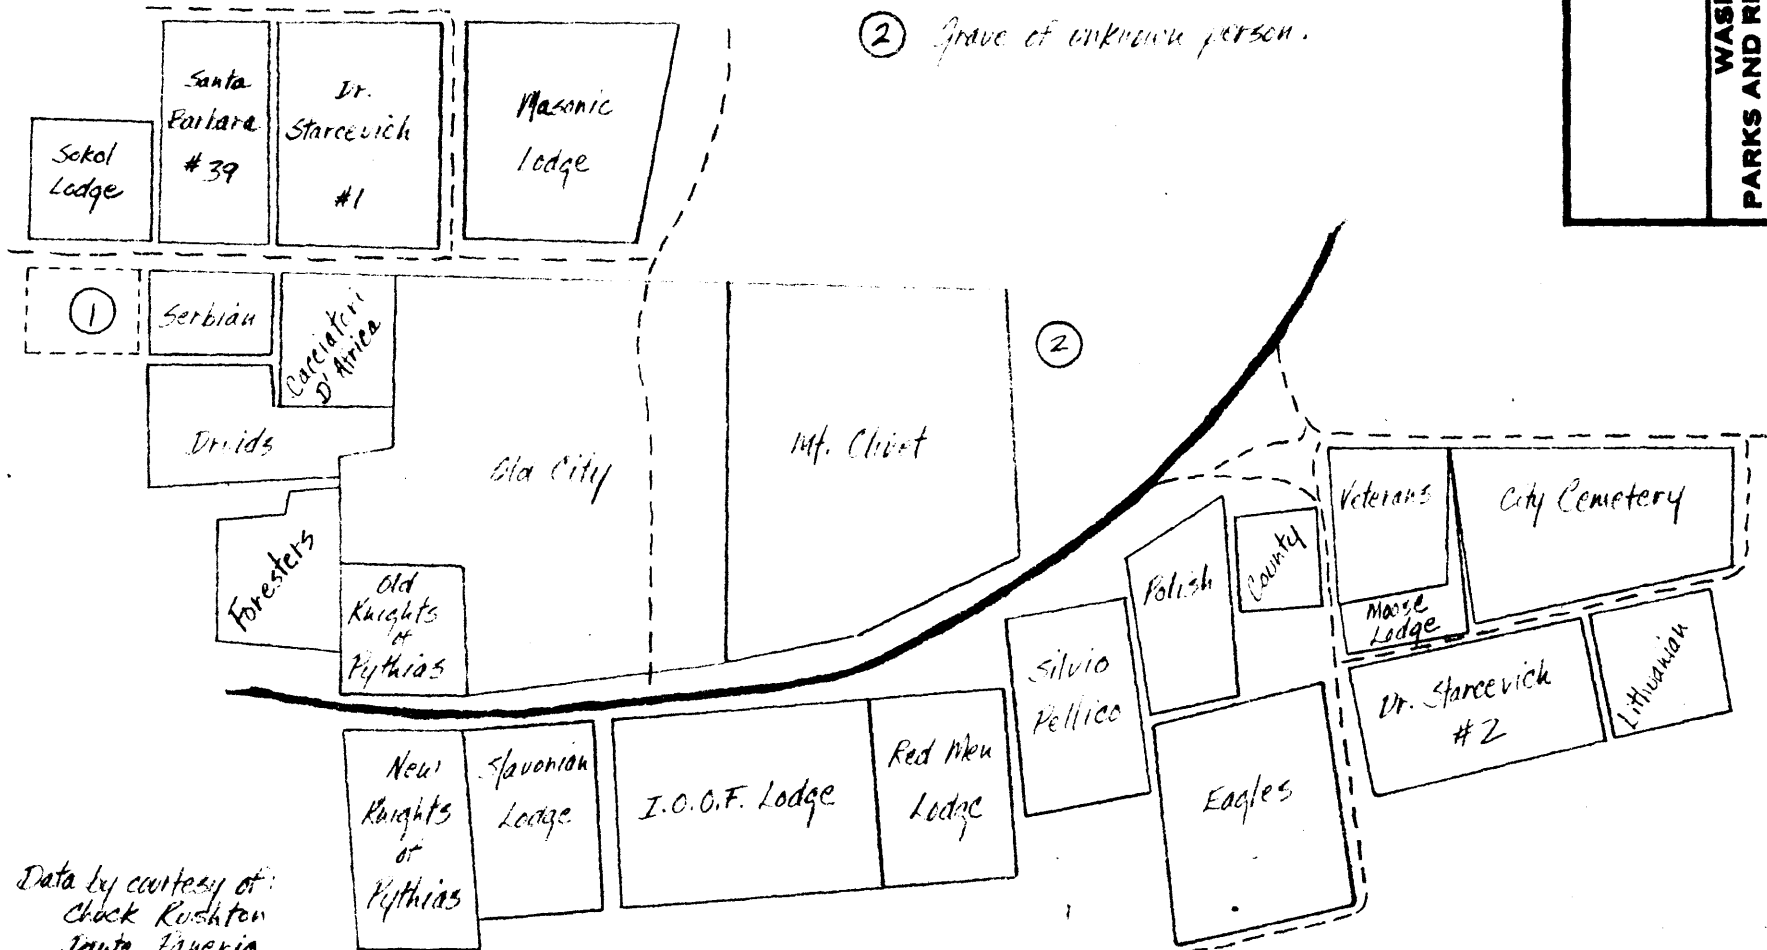 ② Grave of unknown person.
WASH
PARKS AND RE
Santa
Barbara
#39
Dr.
Starcevich
#1
Masonic
Lodge
Sokol
Lodge
①
Serbian
Cacciatori
D'Africa
②
Druids
Old City
Mt. Olivet
Veterans
City Cemetery
Foresters
Old
Knights
of
Pythias
Polish
County
Moose
Lodge
Silvio
Pellico
Dr. Starcevich
#2
Lithuanian
New
Knights
of
Pythias
Slavonian
Lodge
I.O.O.F. Lodge
Red Men
Lodge
Eagles
Data by courtesy of:
Chuck Rushton